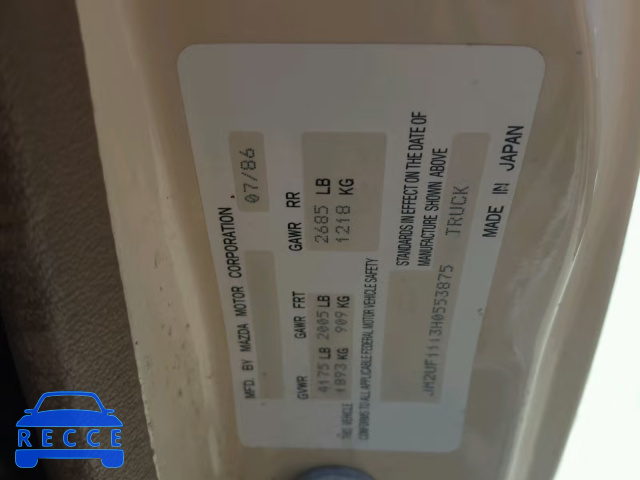 MFD. BY MAZDA MOTOR CORPORATION
07/86
GVWR GAWR FRT GAWR RR
4175 LB 2005 LB 2685 LB
1893 KG 909 KG 1218 KG
THIS VEHICLE
CONFORMS TO ALL APPLICABLE FEDERAL MOTOR VEHICLE SAFETY
STANDARDS IN EFFECT ON THE DATE OF
MANUFACTURE SHOWN ABOVE
JM2UF1113H0553875 TRUCK
MADE IN JAPAN
RECCE